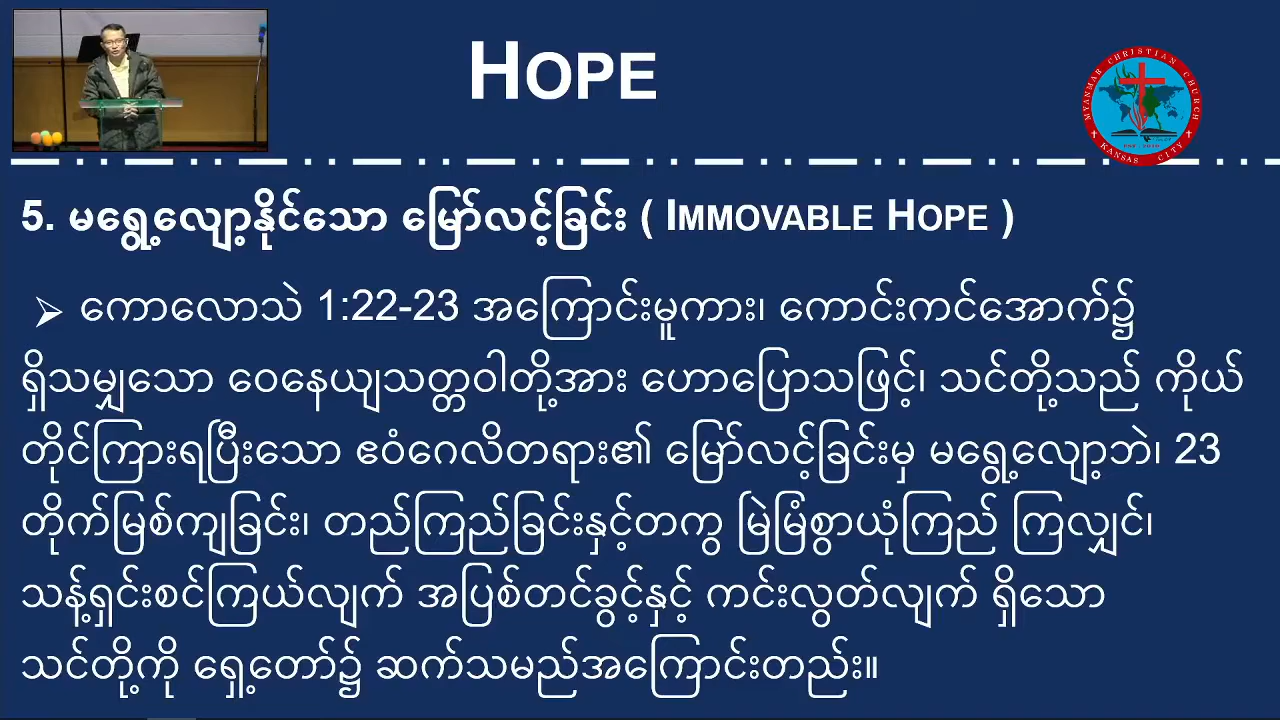 HOPE
MYANMAR CHRISTIAN CHURCH
KANSAS CITY
5. မရွေ့လျော့နိုင်သော မြော်လင့်ခြင်း ( IMMOVABLE HOPE )
➢ ကောလောသဲ 1:22-23 အကြောင်းမူကား၊ ကောင်းကင်အောက်၌
ရှိသမျှသော ဝေနေယျသတ္တဝါတို့အား ဟောပြောသဖြင့်၊ သင်တို့သည် ကိုယ်
တိုင်ကြားရပြီးသော ဧဝံဂေလိတရား၏ မြော်လင့်ခြင်းမှ မရွေ့လျော့ဘဲ၊ 23
တိုက်မြစ်ကျခြင်း၊ တည်ကြည်ခြင်းနှင့်တကွ မြဲမြံစွာယုံကြည် ကြလျှင်၊
သန့်ရှင်းစင်ကြယ်လျက် အပြစ်တင်ခွင့်နှင့် ကင်းလွတ်လျက် ရှိသော
သင်တို့ကို ရှေ့တော်၌ ဆက်သမည်အကြောင်းတည်း။